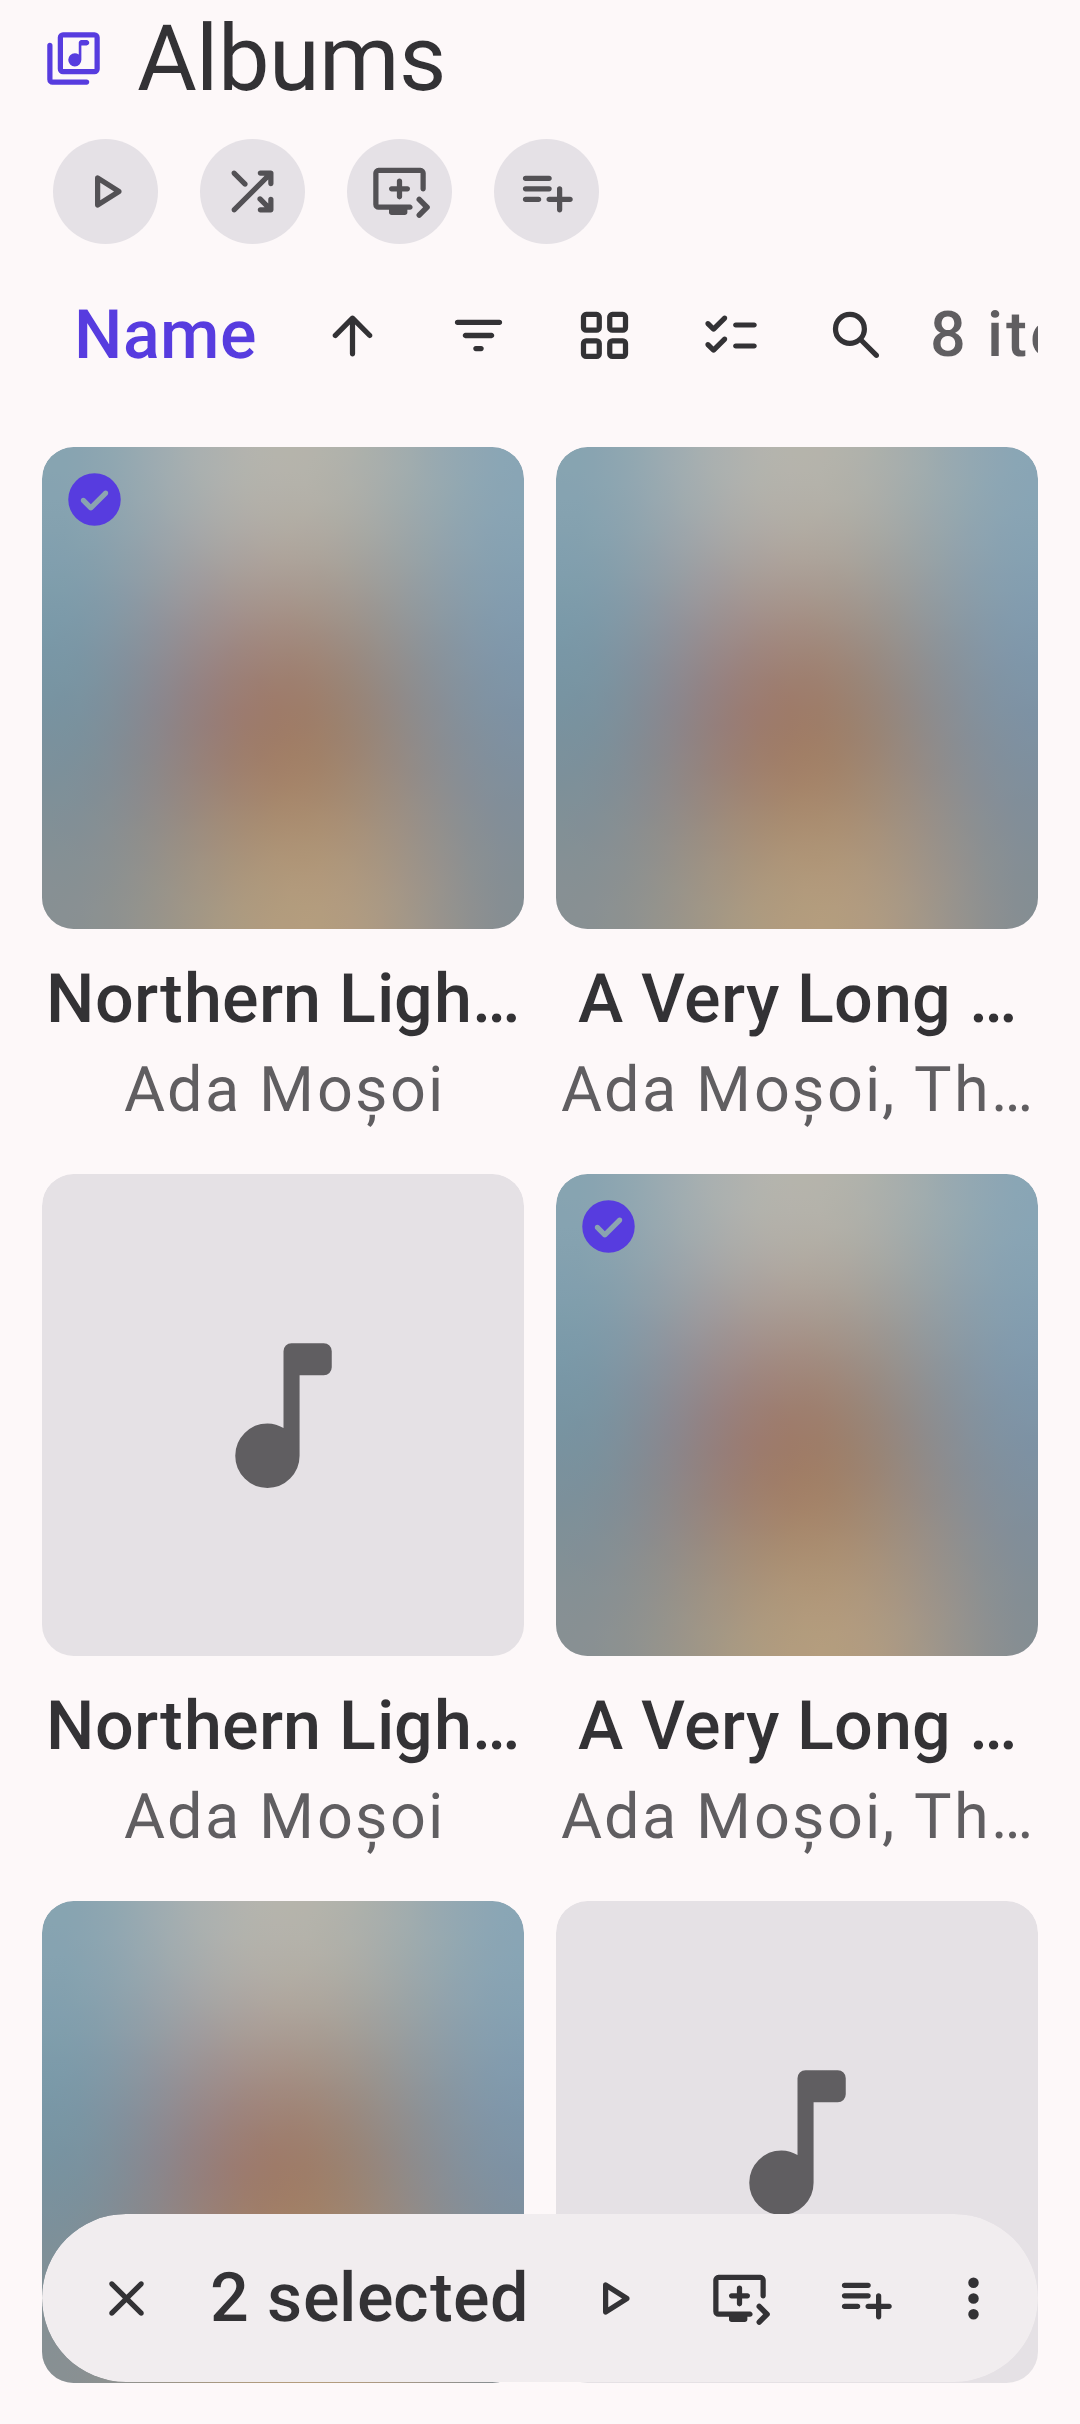 Albums
Name 8 ite
Northern Ligh…
Ada Moșoi
A Very Long …
Ada Moșoi, Th…
Northern Ligh…
Ada Moșoi
A Very Long …
Ada Moșoi, Th…
2 selected